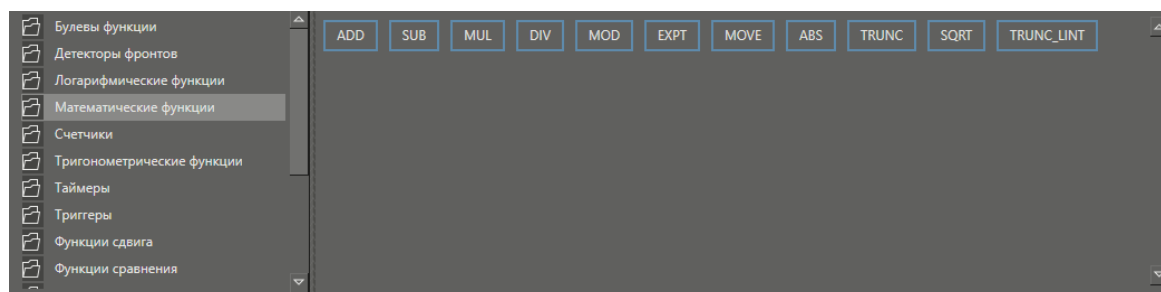 Булевы функции
Детекторы фронтов
Логарифмические функции
Математические функции
Счетчики
Тригонометрические функции
Таймеры
Триггеры
Функции сдвига
Функции сравнения
ADD SUB MUL DIV MOD EXPT MOVE ABS TRUNC SQRT TRUNC_LINT